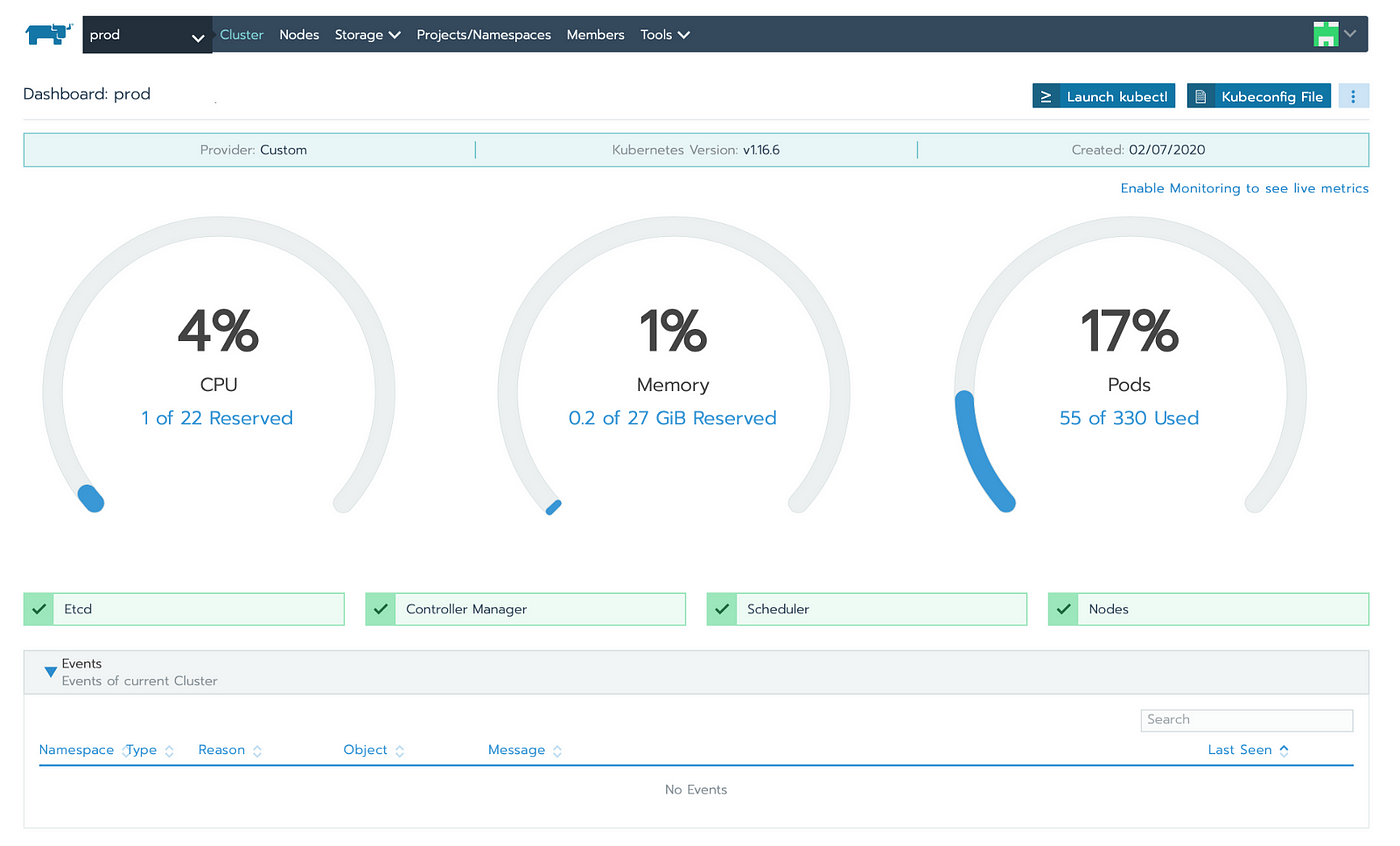 prod Cluster Nodes Storage Projects/Namespaces Members Tools
Dashboard: prod
Launch kubectl Kubeconfig File
Provider: Custom Kubernetes Version: v1.16.6 Created: 02/07/2020
Enable Monitoring to see live metrics
4%
CPU
1 of 22 Reserved
1%
Memory
0.2 of 27 GiB Reserved
17%
Pods
55 of 330 Used
Etcd Controller Manager Scheduler Nodes
Events
Events of current Cluster
Search
Namespace Type Reason Object Message Last Seen
No Events